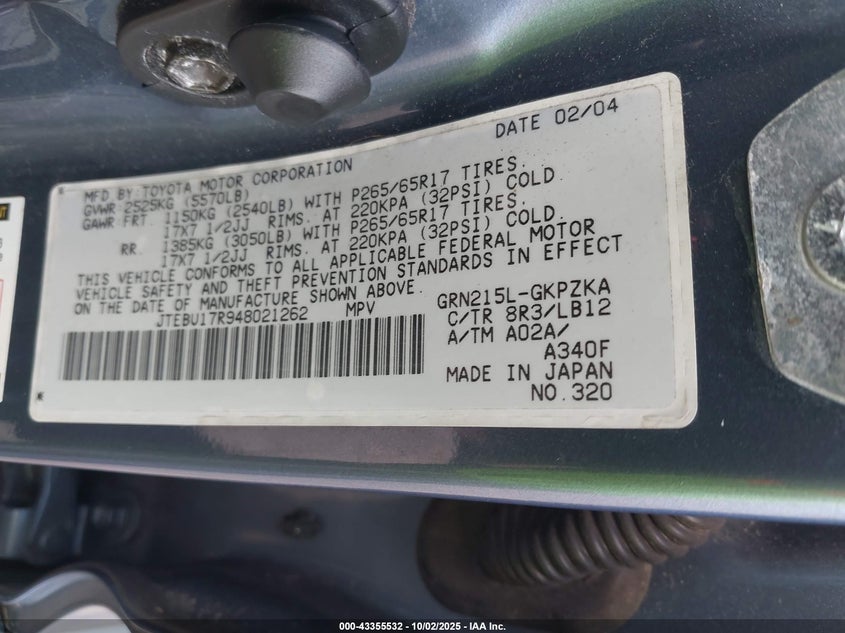 DATE 02/04
MFD BY:TOYOTA MOTOR CORPORATION
GVWR:2525KG (5570LB)
GAWR FRT. 1150KG (2540LB) WITH P265/65R17 TIRES.
17X7 1/2JJ RIMS. AT 220KPA (32PSI) COLD.
RR. 1385KG (3050LB) WITH P265/65R17 TIRES.
17X7 1/2JJ RIMS. AT 220KPA (32PSI) COLD.
THIS VEHICLE CONFORMS TO ALL APPLICABLE FEDERAL MOTOR
VEHICLE SAFETY AND THEFT PREVENTION STANDARDS IN EFFECT
ON THE DATE OF MANUFACTURE SHOWN ABOVE.
JTEBU17R948021262 MPV
GRN215L-GKPZKA
C/TR 8R3/LB12
A/TM A02A/
A340F
MADE IN JAPAN
NO.320
000-43355532 - 10/02/2025 - IAA Inc.